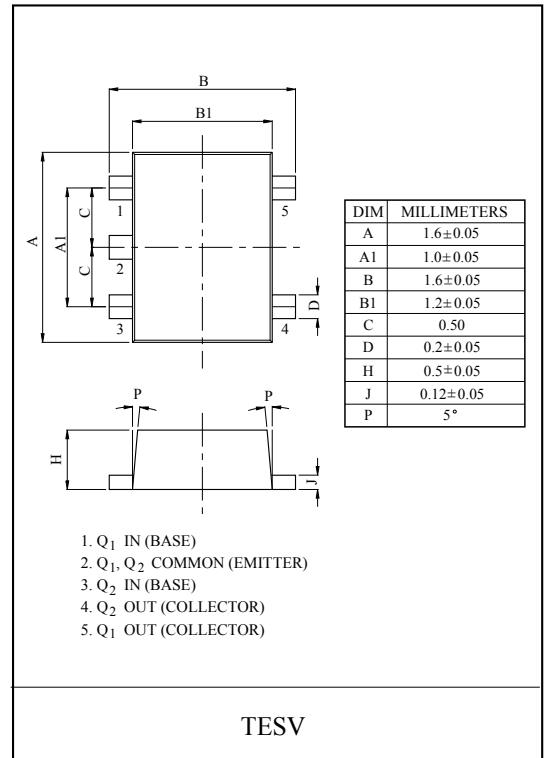 B
B1
A
A1
C
C
1
2
3
5
4
D
DIM MILLIMETERS
A 1.6±0.05
A1 1.0±0.05
B 1.6±0.05
B1 1.2±0.05
C 0.50
D 0.2±0.05
H 0.5±0.05
J 0.12±0.05
P 5°
P P
H
J
1. Q1 IN (BASE)
2. Q1, Q2 COMMON (EMITTER)
3. Q2 IN (BASE)
4. Q2 OUT (COLLECTOR)
5. Q1 OUT (COLLECTOR)
TESV